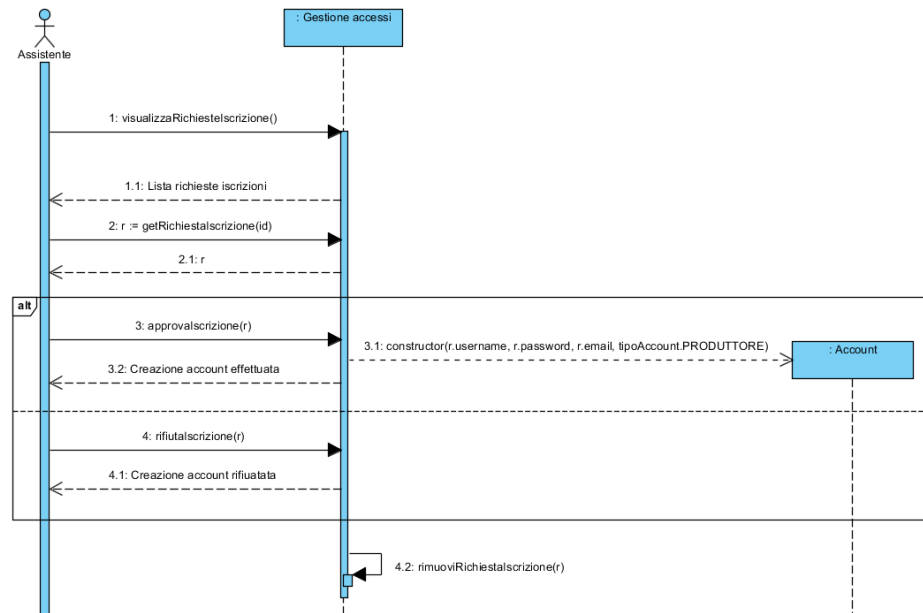 : Gestione accessi
Assistente
1: visualizzaRichiesteIscrizione()
1.1: Lista richieste iscrizioni
2: r := getRichiestaIscrizione(id)
2.1: r
alt
3: approvaIscrizione(r)
3.1: constructor(r.username, r.password, r.email, tipoAccount.PRODUTTORE)
: Account
3.2: Creazione account effettuata
4: rifiutaIscrizione(r)
4.1: Creazione account rifiuatata
4.2: rimuoviRichiestaIscrizione(r)